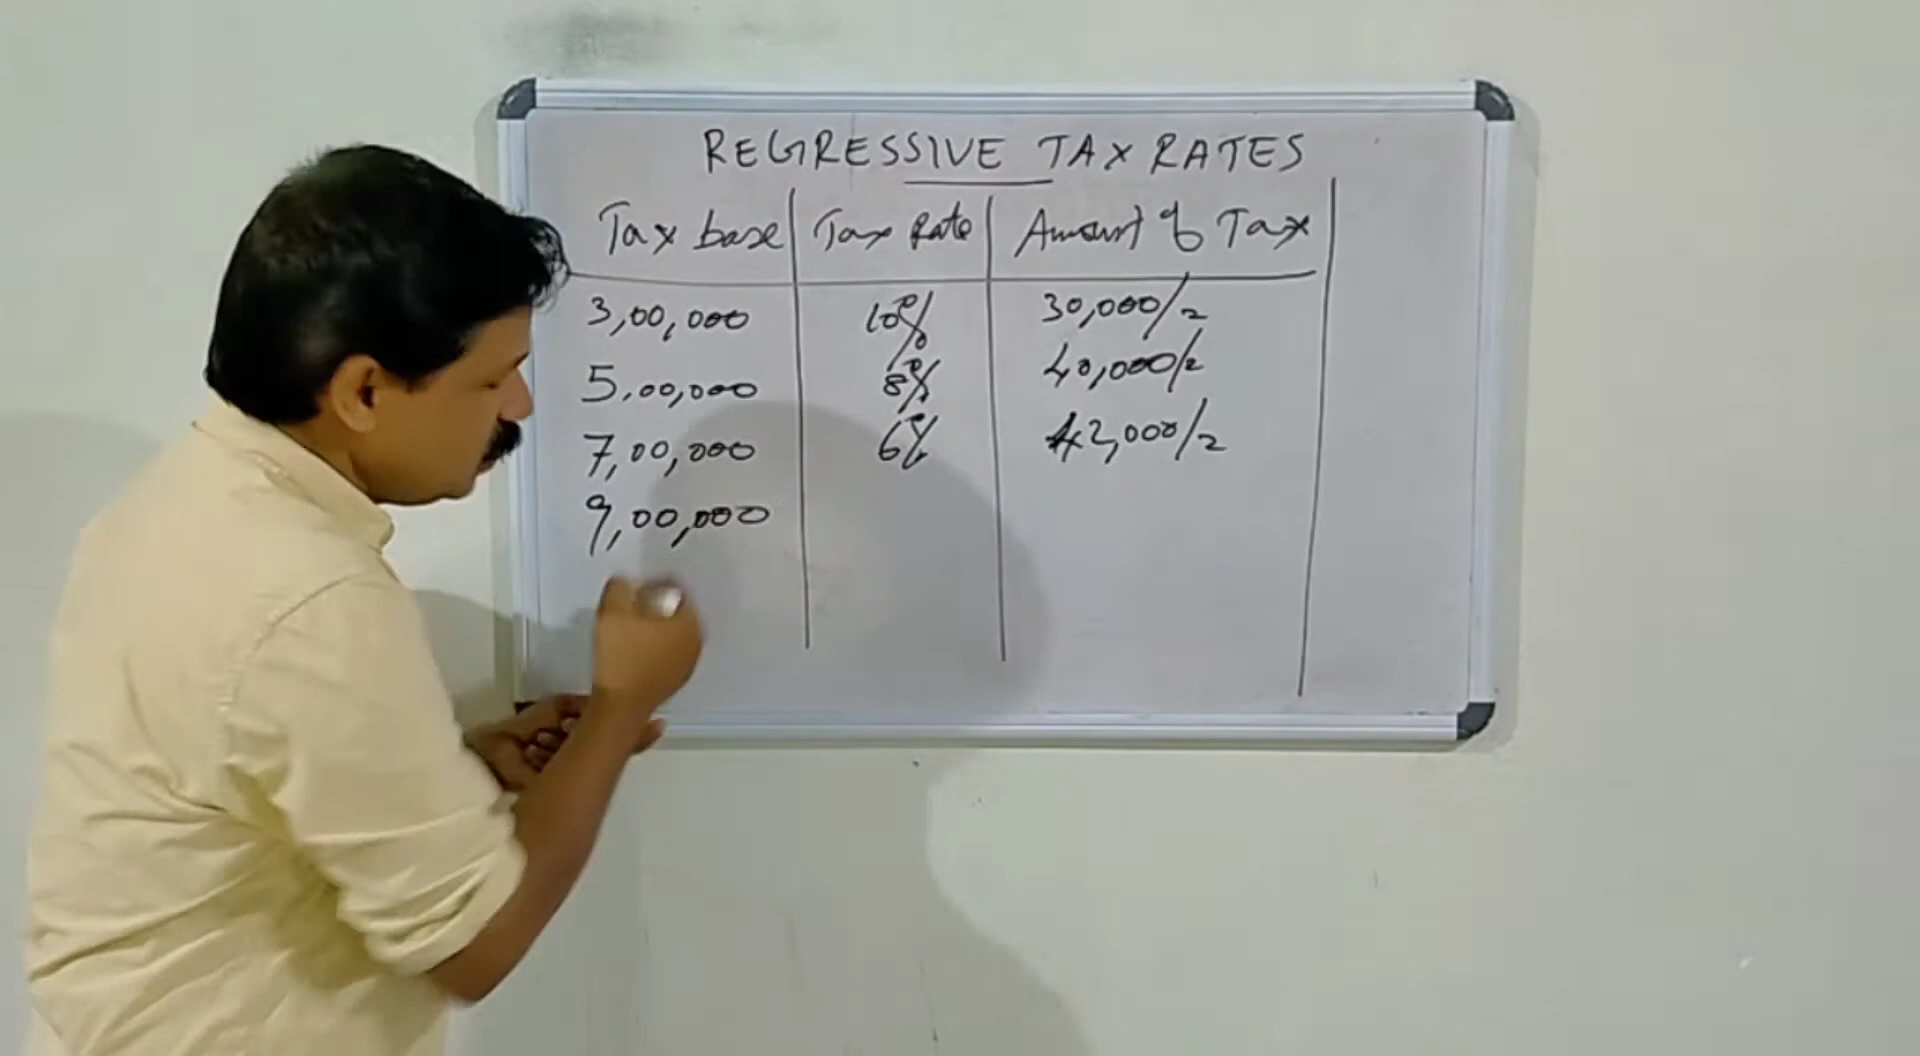 REGRESSIVE TAX RATES
Tax base Tax Rate Amount of Tax
3,00,000 10% 30,000/=
5,00,000 8% 40,000/=
7,00,000 6% 42,000/=
9,00,000